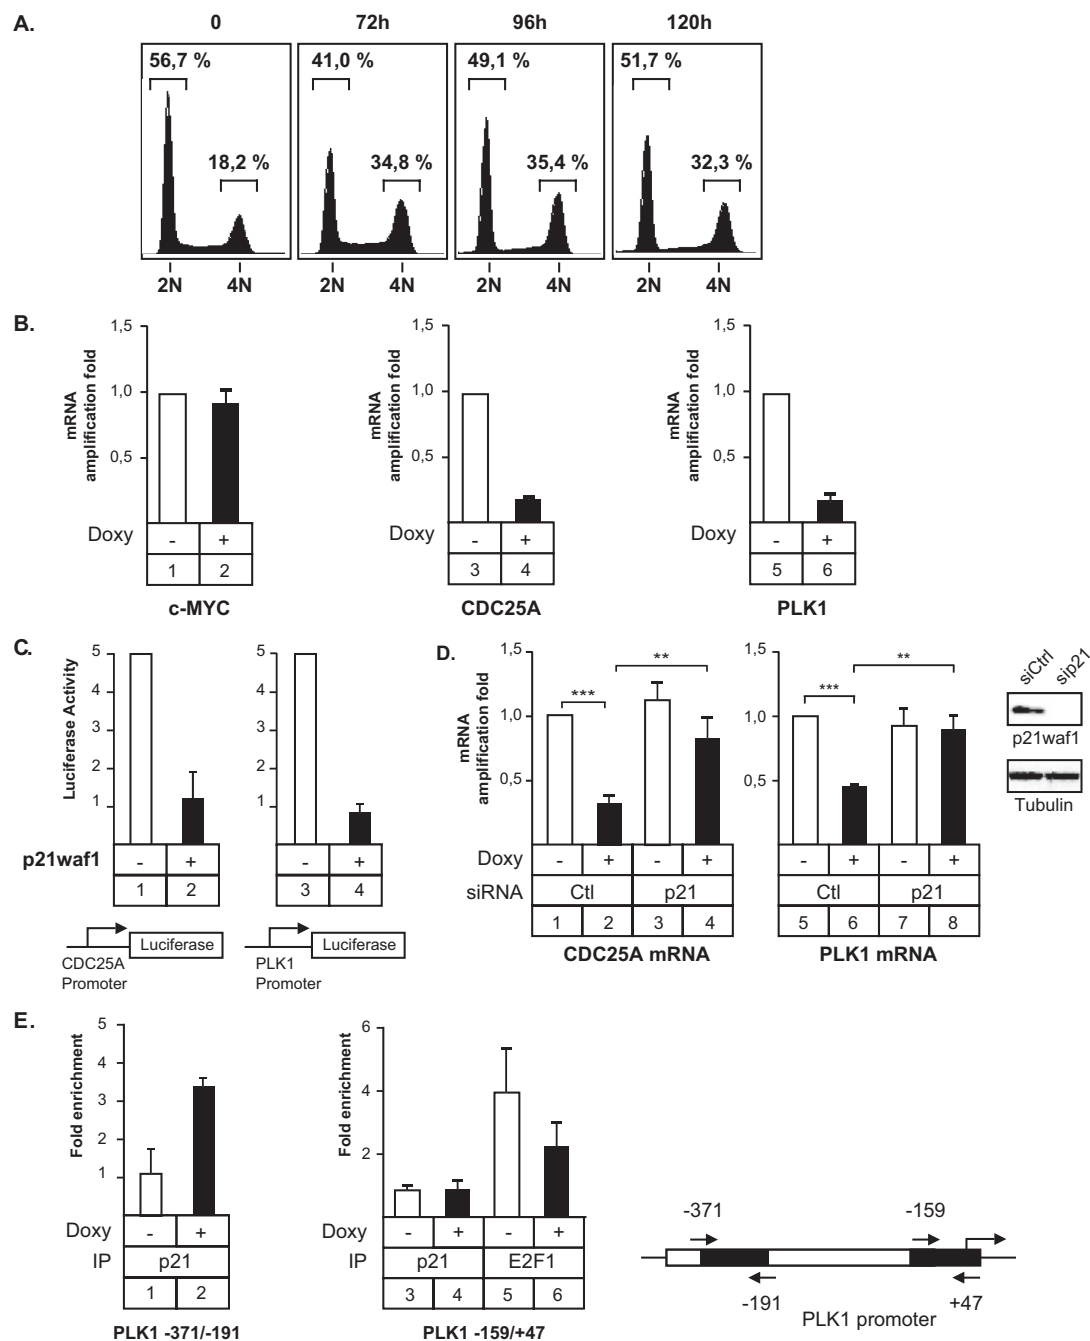 A.
0 72h 96h 120h
56,7 % 41,0 % 49,1 % 51,7 %
18,2 % 34,8 % 35,4 % 32,3 %
2N 4N 2N 4N 2N 4N 2N 4N
B.
mRNA amplification fold
1,5
1,0
0,5
Doxy - +
1 2
c-MYC
mRNA amplification fold
1,5
1,0
0,5
Doxy - +
3 4
CDC25A
mRNA amplification fold
1,5
1,0
0,5
Doxy - +
5 6
PLK1
C.
Luciferase Activity
5
4
3
2
1
p21waf1 - +
1 2
CDC25A Promoter
Luciferase
5
4
3
2
1
- +
3 4
PLK1 Promoter
Luciferase
D.
mRNA amplification fold
1,5
1,0
0,5
*** **
Doxy - + - +
siRNA Ctl p21
1 2 3 4
CDC25A mRNA
1,5
1,0
0,5
*** **
- + - +
Ctl p21
5 6 7 8
PLK1 mRNA
siCtrl sip21
p21waf1
Tubulin
E.
Fold enrichment
5
4
3
2
1
Doxy - +
IP p21
1 2
PLK1 -371/-191
Fold enrichment
6
4
2
Doxy - + - +
IP p21 E2F1
3 4 5 6
PLK1 -159/+47
-371 -159
-191 +47
PLK1 promoter